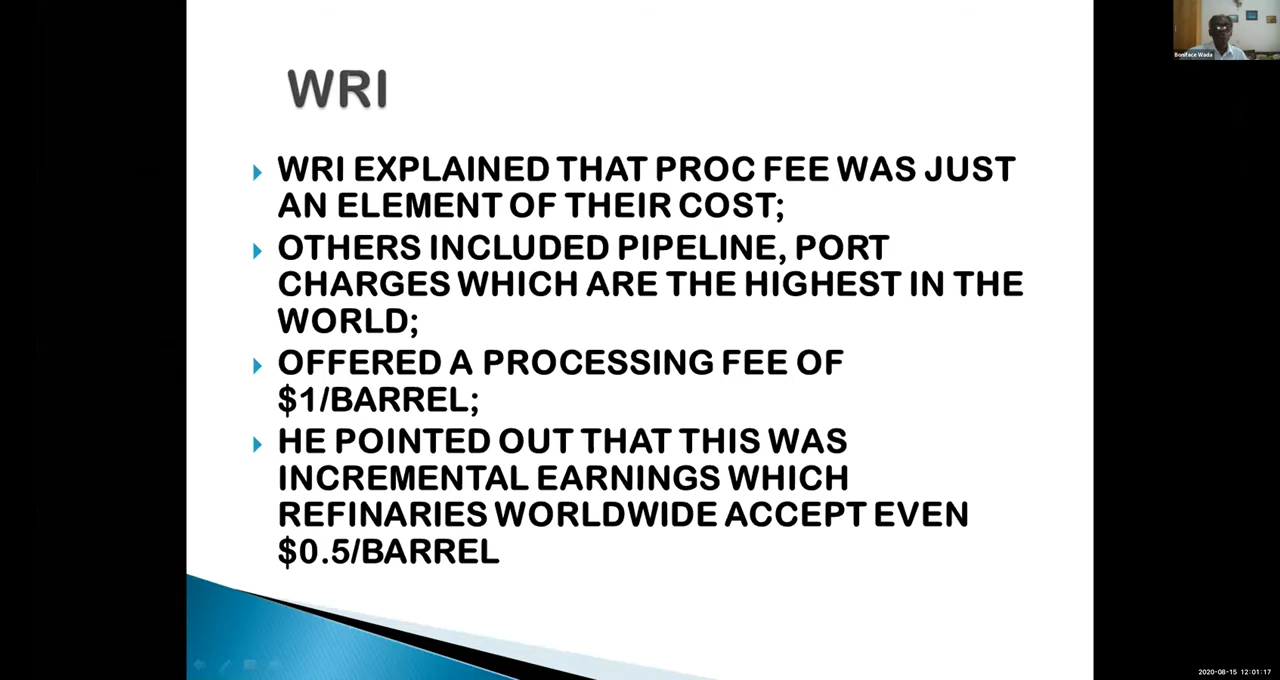 WRI
WRI EXPLAINED THAT PROC FEE WAS JUST
AN ELEMENT OF THEIR COST;
OTHERS INCLUDED PIPELINE, PORT
CHARGES WHICH ARE THE HIGHEST IN THE
WORLD;
OFFERED A PROCESSING FEE OF
$1/BARREL;
HE POINTED OUT THAT THIS WAS
INCREMENTAL EARNINGS WHICH
REFINARIES WORLDWIDE ACCEPT EVEN
$0.5/BARREL
Boniface Wada
2020-08-15 12:01:17